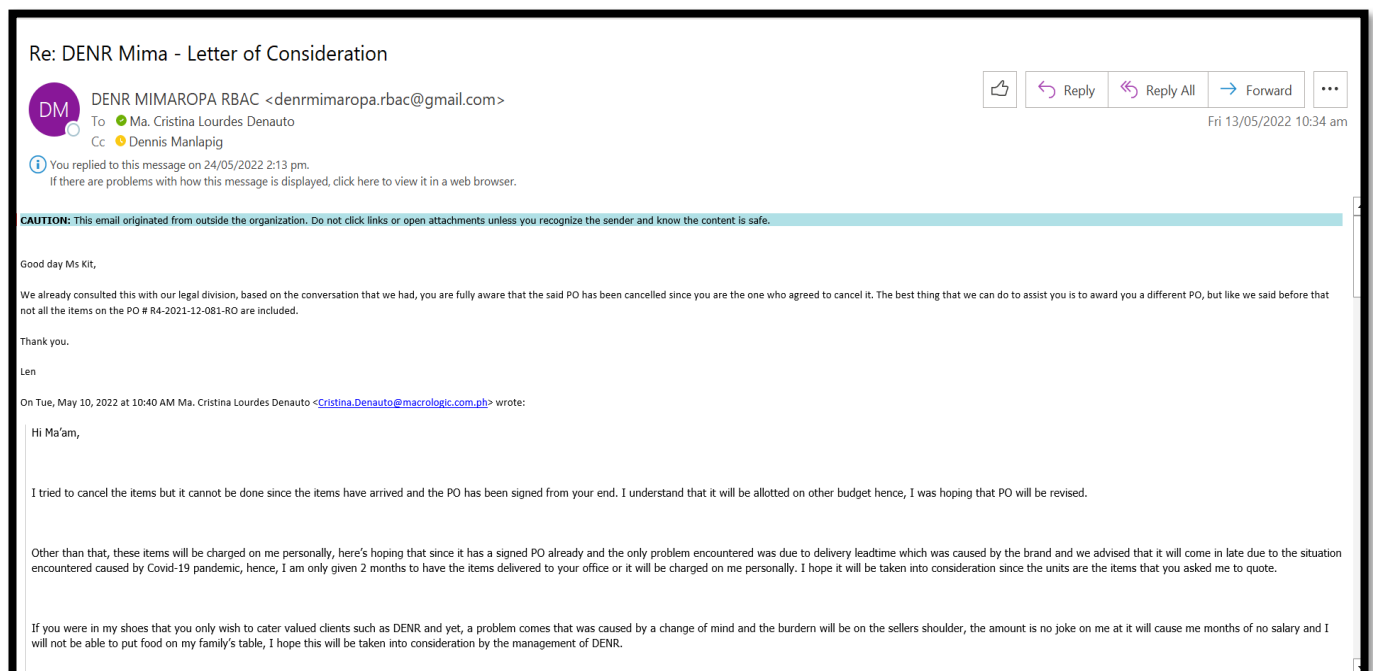 Re: DENR Mima - Letter of Consideration
DM
DENR MIMAROPA RBAC <denrmimaropa.rbac@gmail.com>
To Ma. Cristina Lourdes Denauto
Cc Dennis Manlapig
Reply
Reply All
Forward
Fri 13/05/2022 10:34 am
You replied to this message on 24/05/2022 2:13 pm.
If there are problems with how this message is displayed, click here to view it in a web browser.
CAUTION: This email originated from outside the organization. Do not click links or open attachments unless you recognize the sender and know the content is safe.
Good day Ms Kit,
We already consulted this with our legal division, based on the conversation that we had, you are fully aware that the said PO has been cancelled since you are the one who agreed to cancel it. The best thing that we can do to assist you is to award you a different PO, but like we said before that
not all the items on the PO # R4-2021-12-081-RO are included.
Thank you.
Len
On Tue, May 10, 2022 at 10:40 AM Ma. Cristina Lourdes Denauto <Cristina.Denauto@macrologic.com.ph> wrote:
Hi Ma'am,
I tried to cancel the items but it cannot be done since the items have arrived and the PO has been signed from your end. I understand that it will be allotted on other budget hence, I was hoping that PO will be revised.
Other than that, these items will be charged on me personally, here's hoping that since it has a signed PO already and the only problem encountered was due to delivery leadtime which was caused by the brand and we advised that it will come in late due to the situation
encountered caused by Covid-19 pandemic, hence, I am only given 2 months to have the items delivered to your office or it will be charged on me personally. I hope it will be taken into consideration since the units are the items that you asked me to quote.
If you were in my shoes that you only wish to cater valued clients such as DENR and yet, a problem comes that was caused by a change of mind and the burdern will be on the sellers shoulder, the amount is no joke on me at it will cause me months of no salary and I
will not be able to put food on my family's table, I hope this will be taken into consideration by the management of DENR.